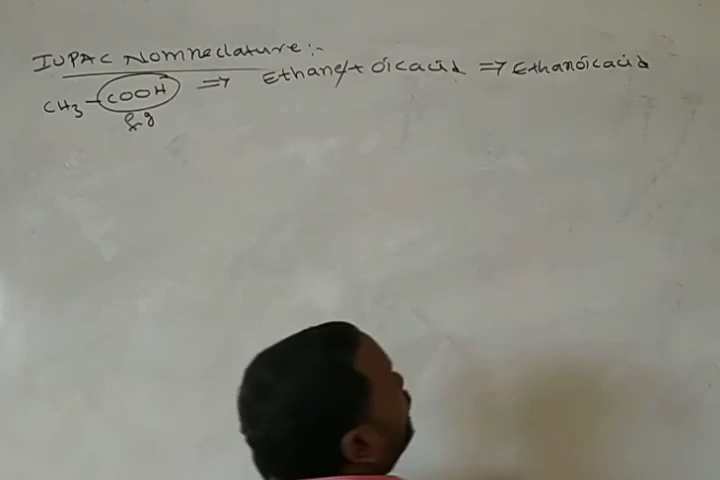 IUPAC Nomneclature:-
CH3-COOH ⇒ Ethane/+ oicacid ⇒ Ethanoicacid
f.g